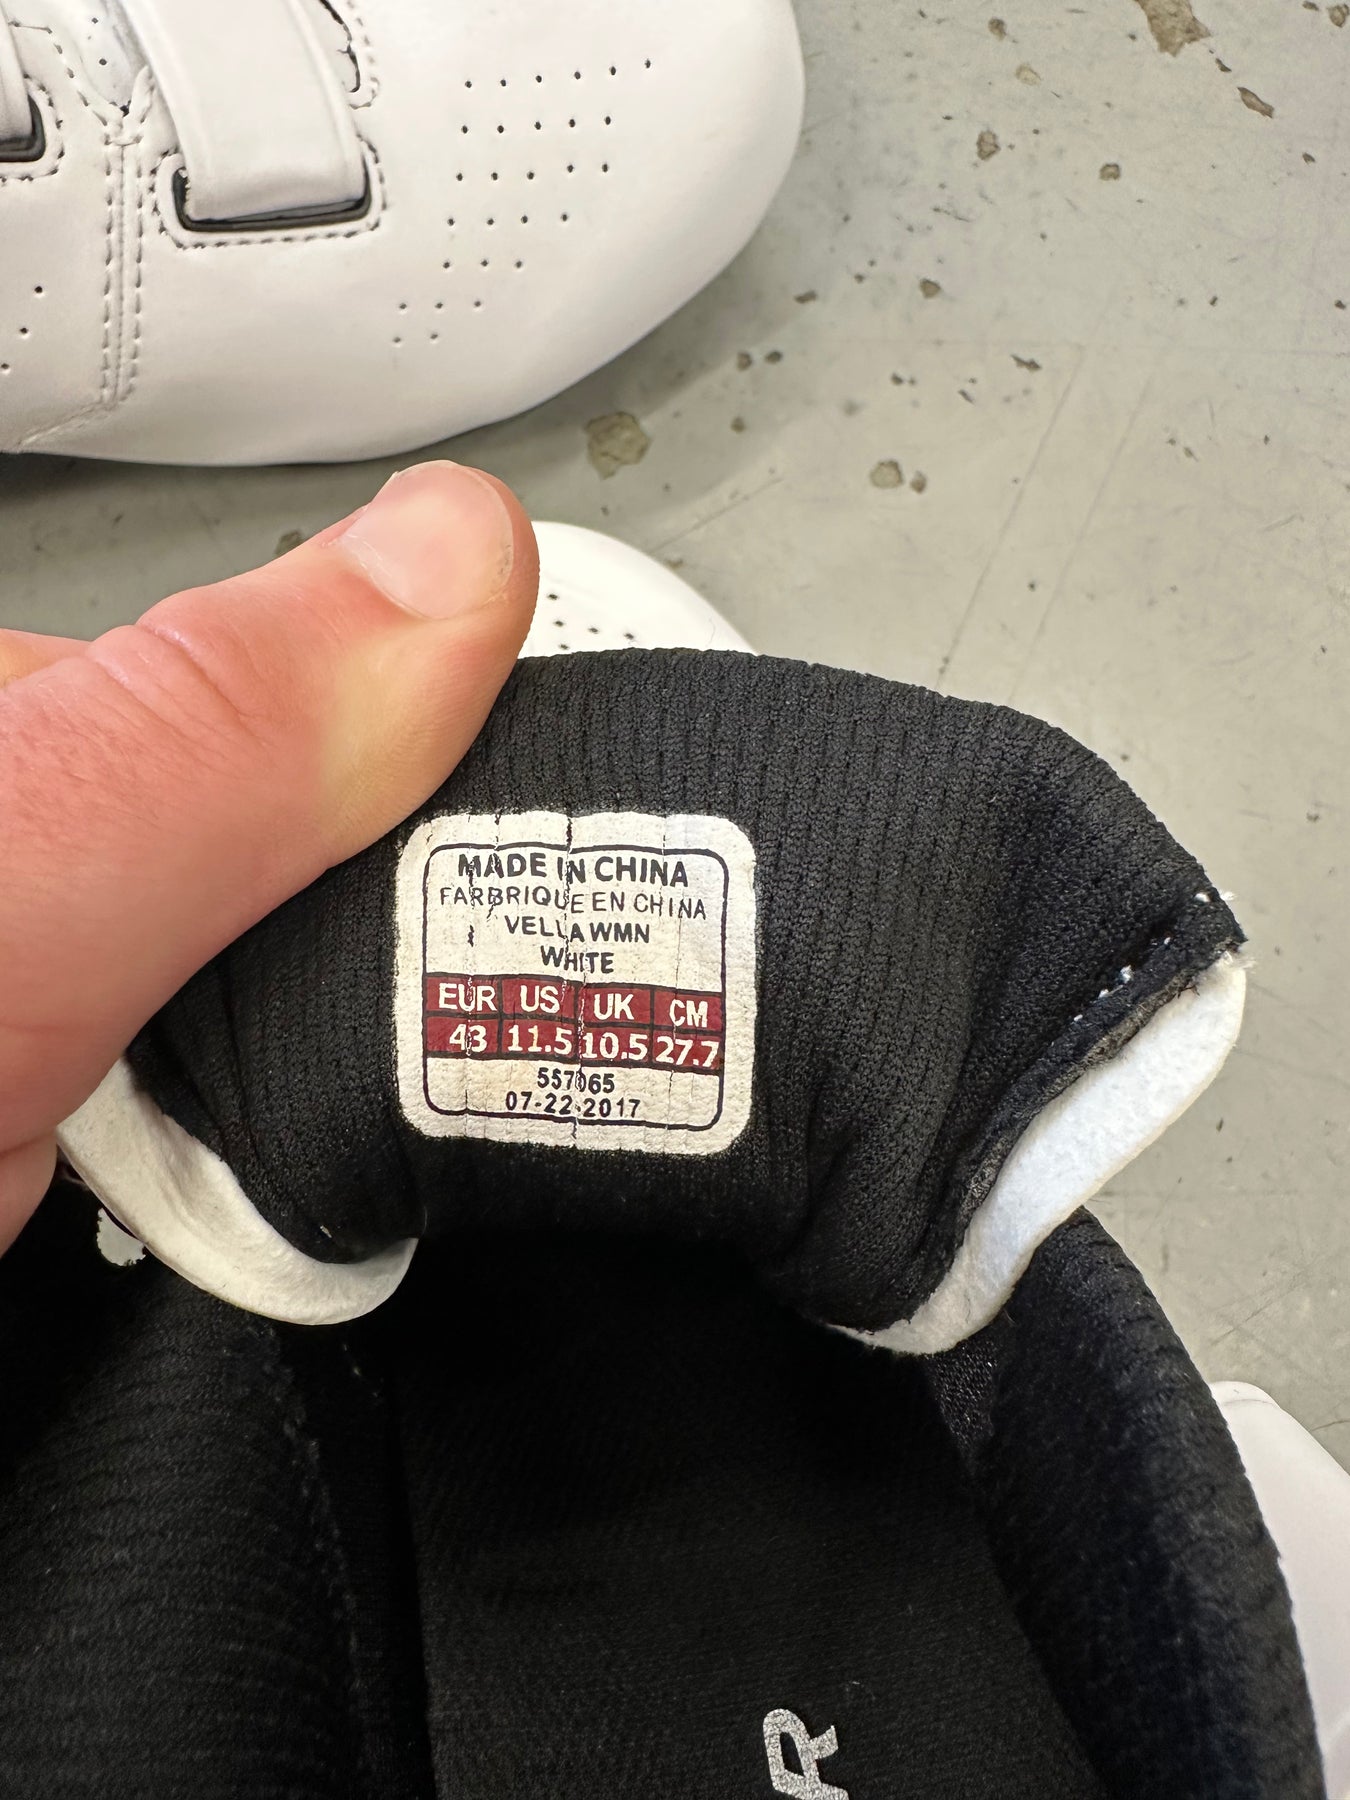 MADE IN CHINA
FARBRIQUE EN CHINA
VELLA WMN
WHITE
EUR US UK CM
43 11.5 10.5 27.7
557065
07-22-2017
R